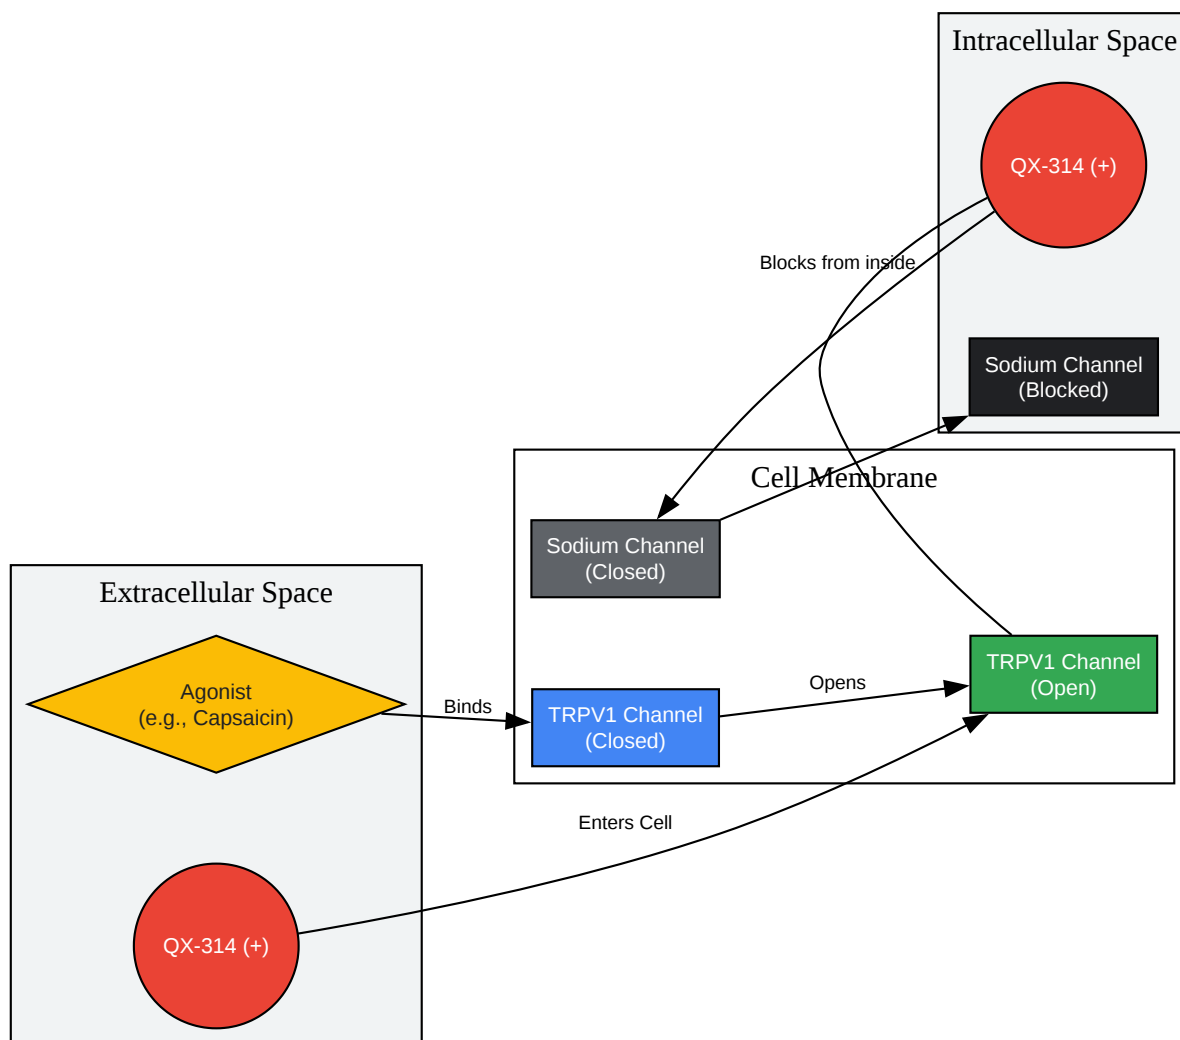 Intracellular Space
QX-314 (+)
Blocks from inside
Sodium Channel
(Blocked)
Cell Membrane
Sodium Channel
(Closed)
Extracellular Space
Agonist
(e.g., Capsaicin)
Binds
TRPV1 Channel
(Closed)
Opens
TRPV1 Channel
(Open)
Enters Cell
QX-314 (+)